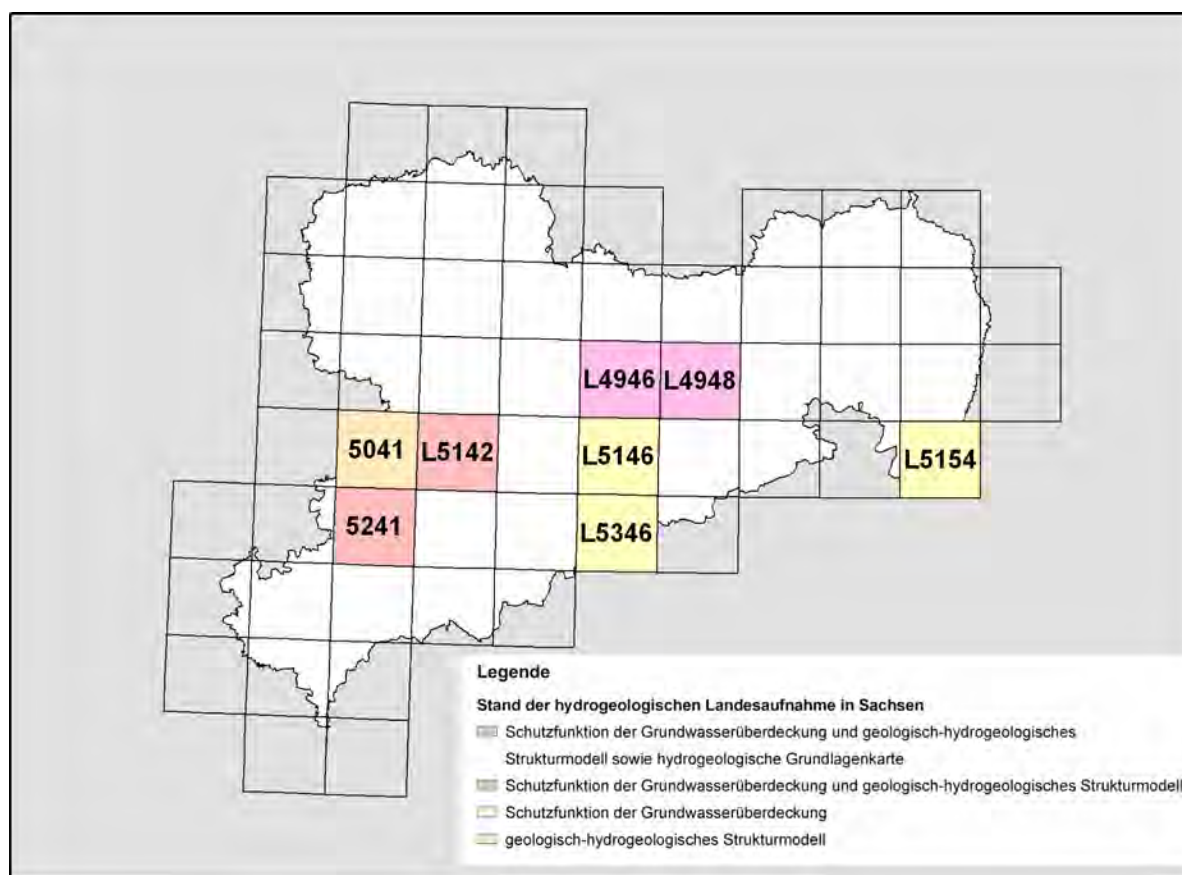 L4946 L4948
5041 L5142 L5146 L5154
5241 L5346
Legende
Stand der hydrogeologischen Landesaufnahme in Sachsen
Schutzfunktion der Grundwasserüberdeckung und geologisch-hydrogeologisches
Strukturmodell sowie hydrogeologische Grundlagenkarte
Schutzfunktion der Grundwasserüberdeckung und geologisch-hydrogeologisches Strukturmodell
Schutzfunktion der Grundwasserüberdeckung
geologisch-hydrogeologisches Strukturmodell